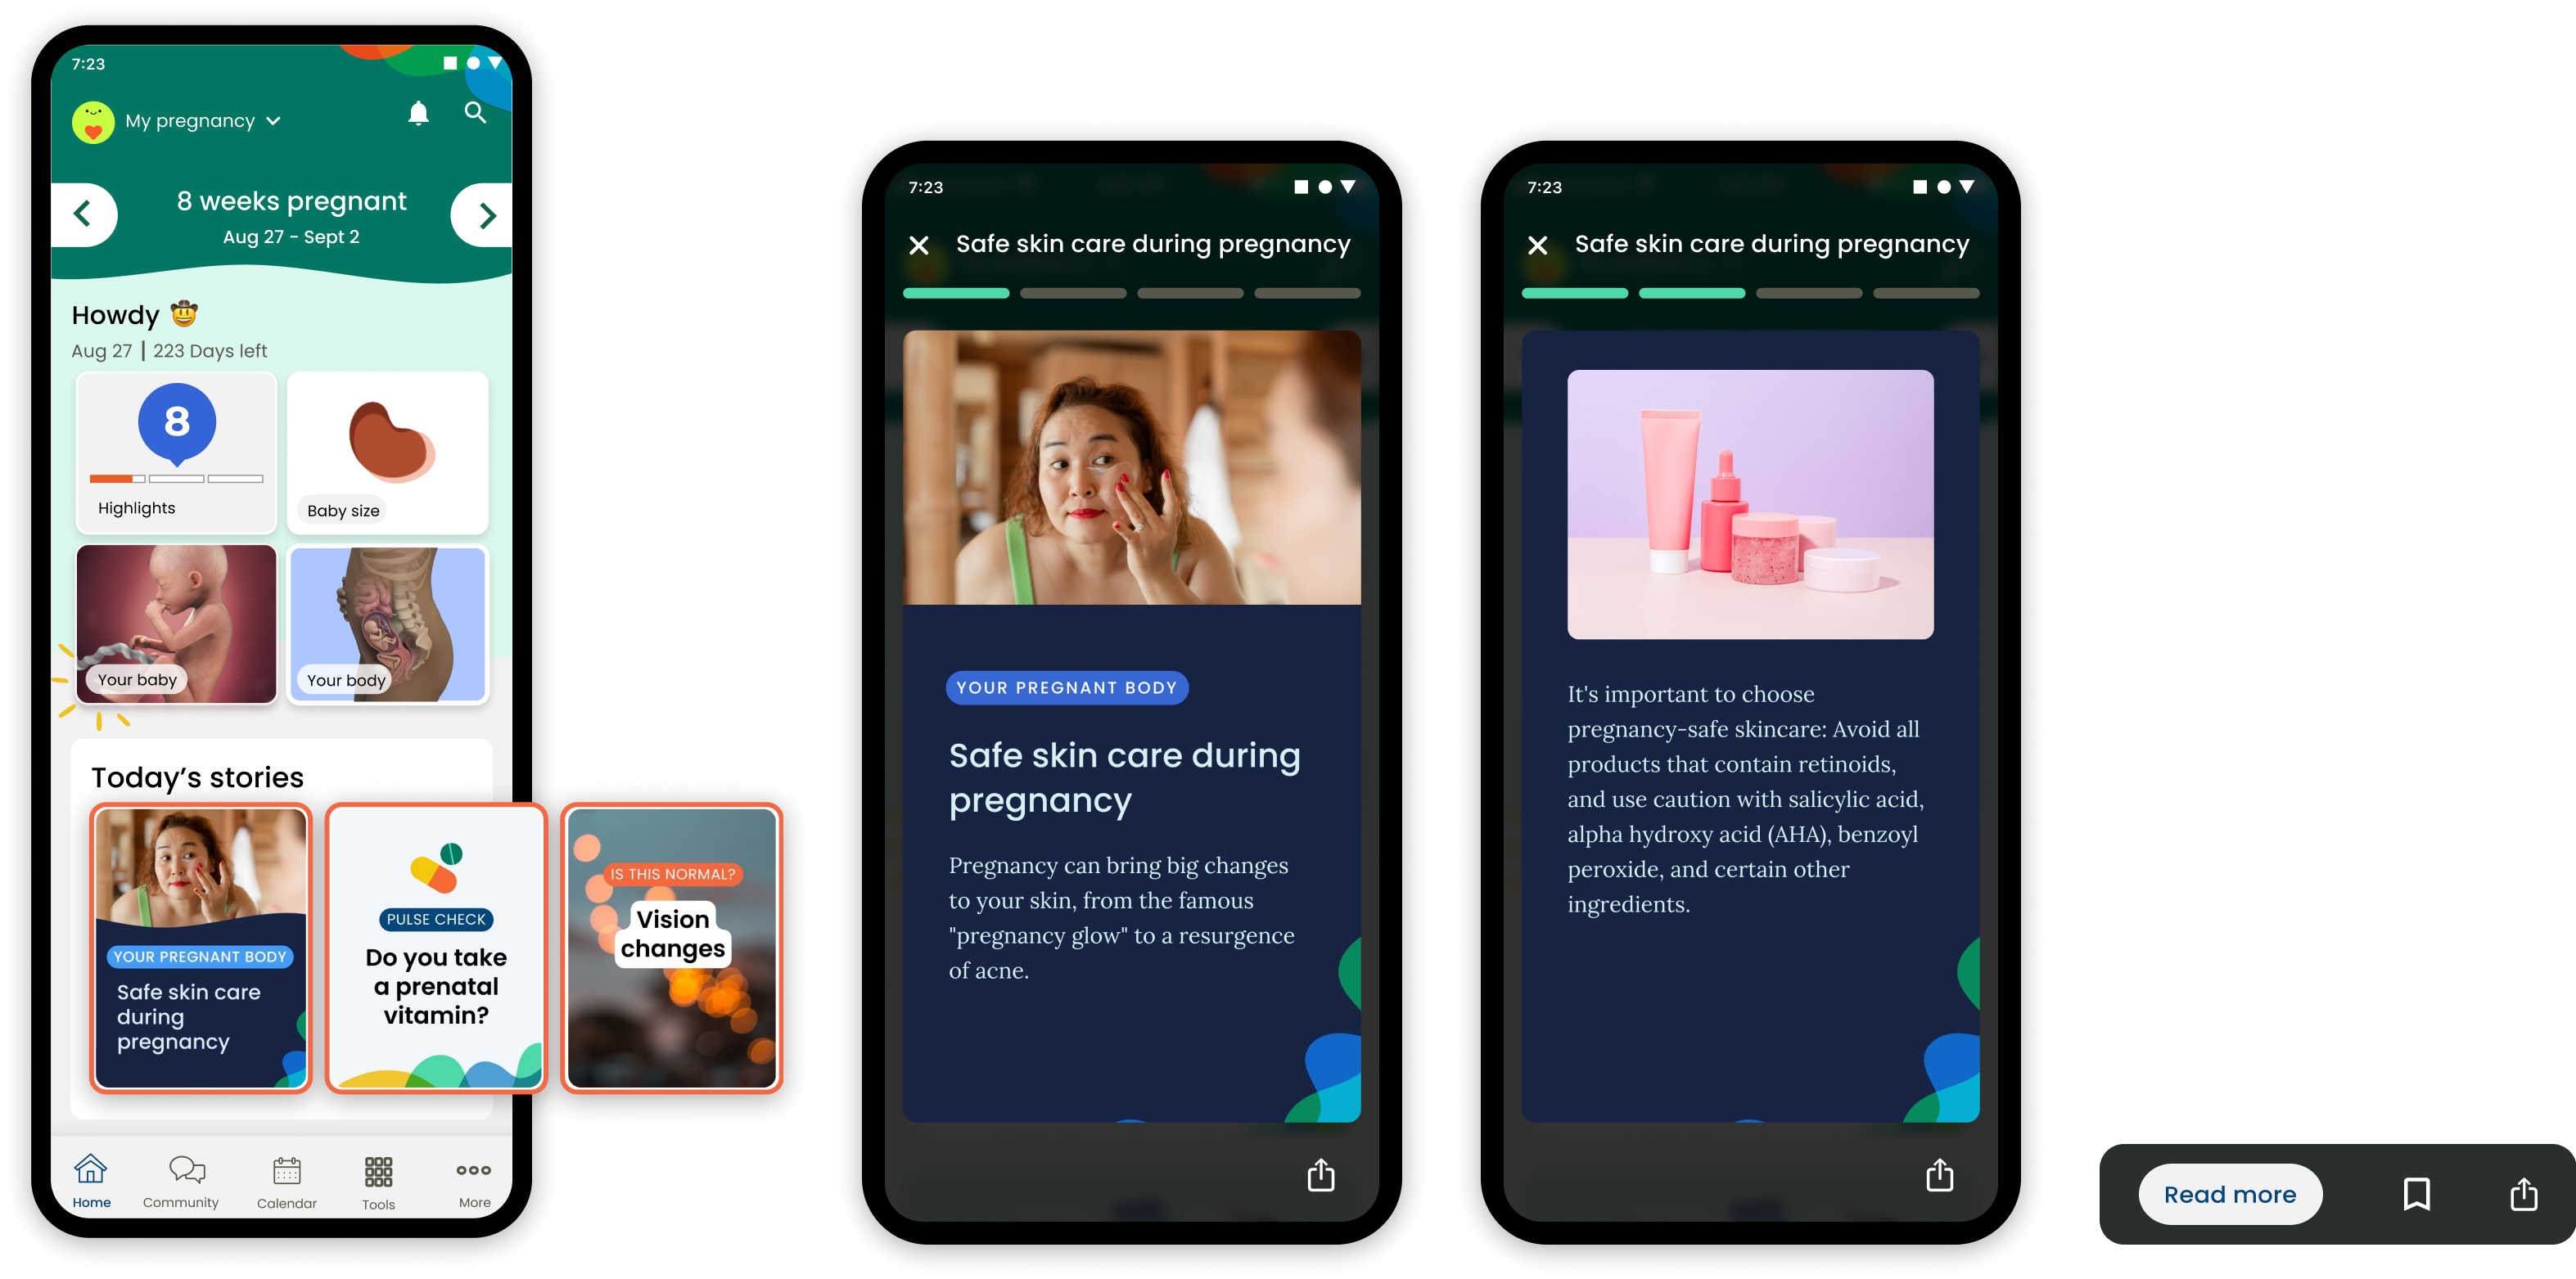 7:23
My pregnancy
8 weeks pregnant
Aug 27 - Sept 2
Howdy 🤠
Aug 27 | 223 Days left
8
Highlights
Baby size
Your baby
Your body
Today’s stories
YOUR PREGNANT BODY
Safe skin care
during
pregnancy
PULSE CHECK
Do you take
a prenatal
vitamin?
IS THIS NORMAL?
Vision
changes
Home
Community
Calendar
Tools
More
7:23
Safe skin care during pregnancy
YOUR PREGNANT BODY
Safe skin care during
pregnancy
Pregnancy can bring big changes
to your skin, from the famous
"pregnancy glow" to a resurgence
of acne.
7:23
Safe skin care during pregnancy
It's important to choose
pregnancy-safe skincare: Avoid all
products that contain retinoids,
and use caution with salicylic acid,
alpha hydroxy acid (AHA), benzoyl
peroxide, and certain other
ingredients.
Read more